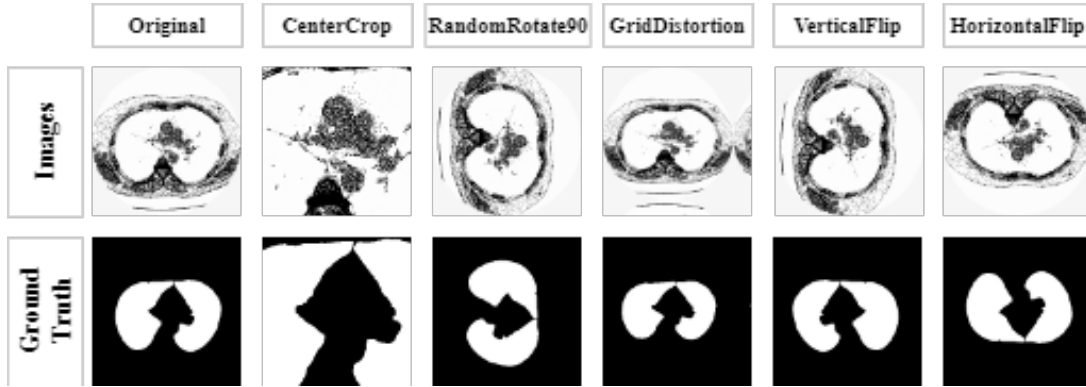 Original CenterCrop RandomRotate90 GridDistortion VerticalFlip HorizontalFlip
Images
Ground
Truth